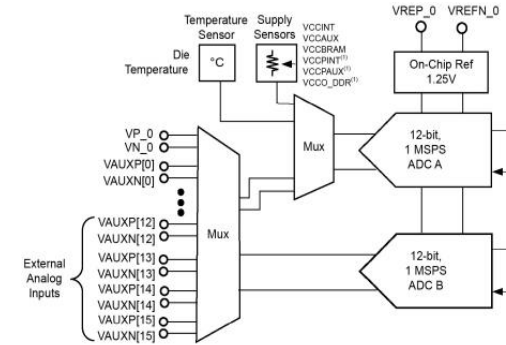 Temperature
Sensor
Supply
Sensors
VREP_0
VREFN_0
VCCINT
VCCAUX
VCCBRAM
VCCPINT(1)
VCCPAUX(1)
VCCO_DDR(1)
Die
Temperature
°C
On-Chip Ref
1.25V
VP_0
VN_0
VAUXP[0]
VAUXN[0]
Mux
12-bit,
1 MSPS
ADC A
VAUXP[12]
VAUXN[12]
Mux
External
Analog
Inputs
VAUXP[13]
VAUXN[13]
VAUXP[14]
VAUXN[14]
VAUXP[15]
VAUXN[15]
12-bit,
1 MSPS
ADC B